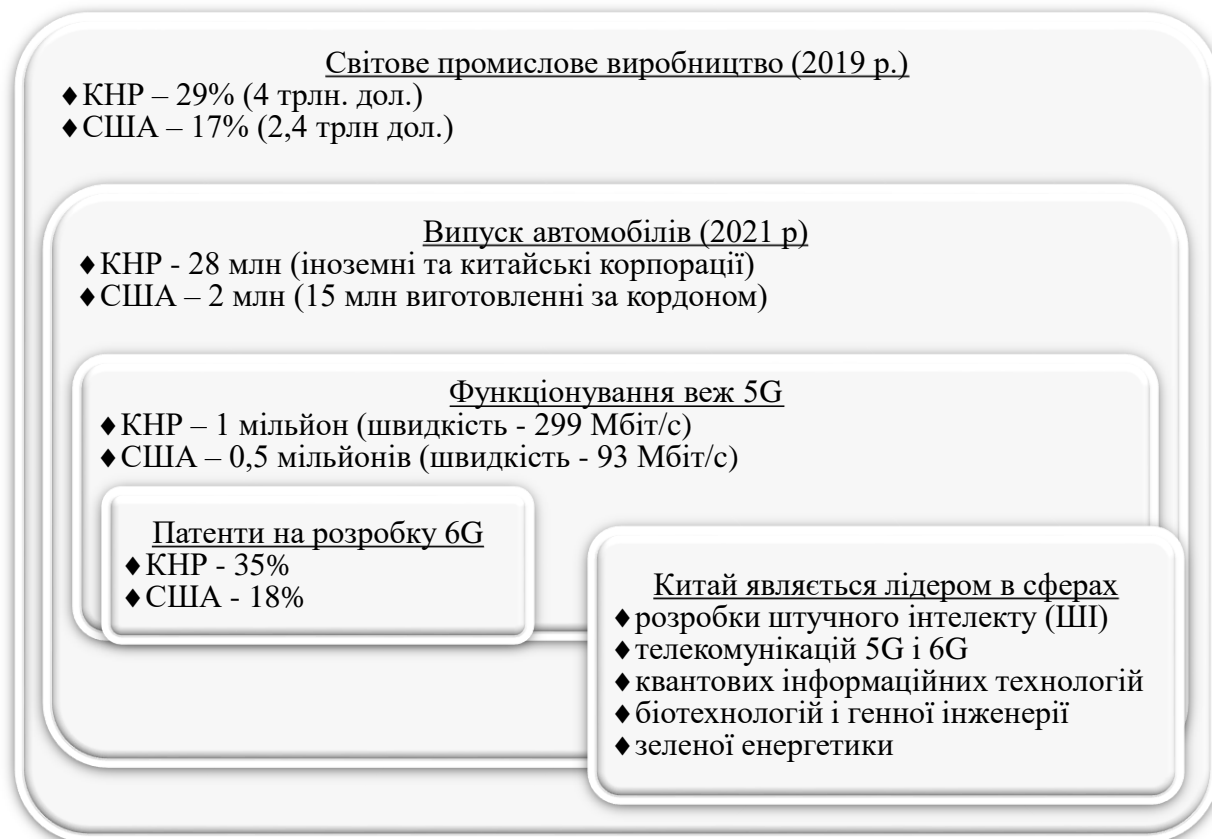 Світове промислове виробництво (2019 р.)
♦КНР – 29% (4 трлн. дол.)
♦США – 17% (2,4 трлн дол.)
Випуск автомобілів (2021 р)
♦КНР - 28 млн (іноземні та китайські корпорації)
♦США – 2 млн (15 млн виготовленні за кордоном)
Функціонування веж 5G
♦КНР – 1 мільйон (швидкість - 299 Мбіт/с)
♦США – 0,5 мільйонів (швидкість - 93 Мбіт/с)
Патенти на розробку 6G
♦КНР - 35%
♦США - 18%
Китай являється лідером в сферах
♦розробки штучного інтелекту (ШІ)
♦телекомунікацій 5G і 6G
♦квантових інформаційних технологій
♦біотехнологій і генної інженерії
♦зеленої енергетики